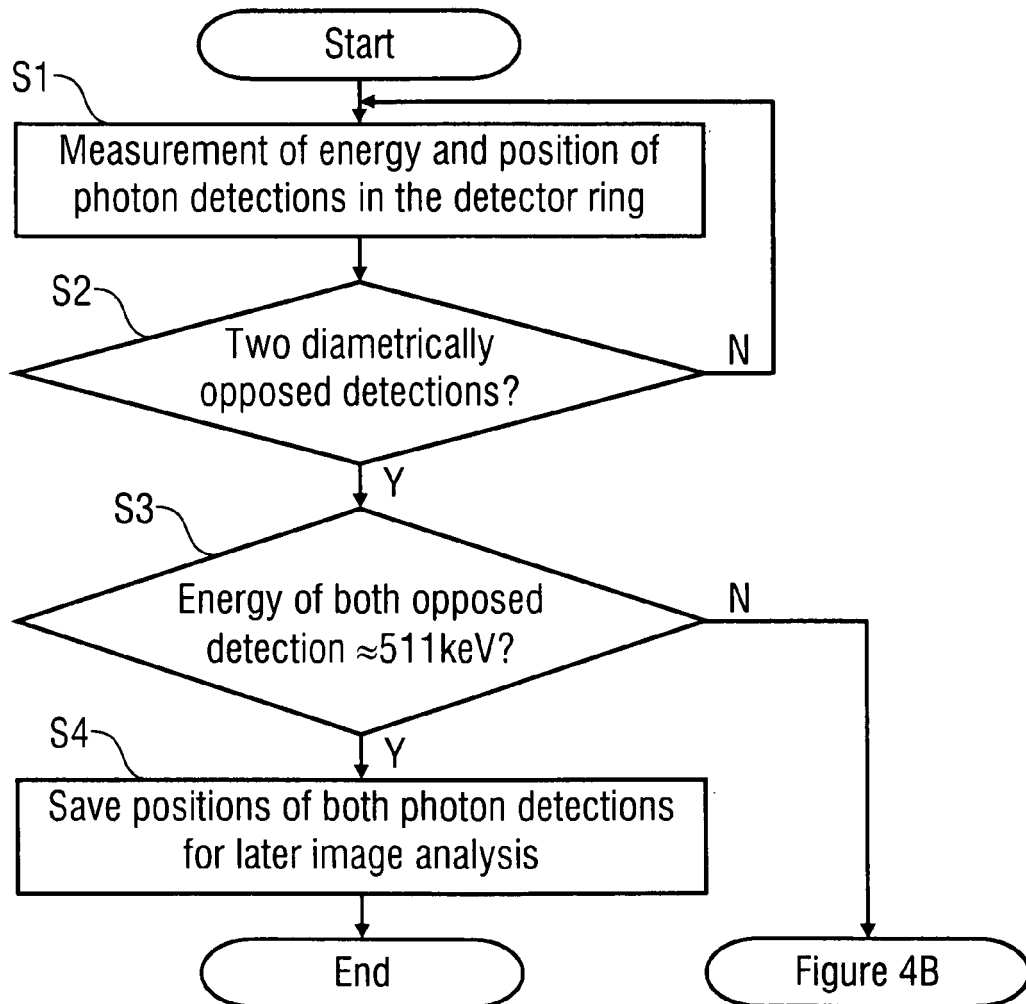 Start
S1
Measurement of energy and position of
photon detections in the detector ring
S2
Two diametrically
opposed detections?
N
Y
S3
Energy of both opposed
detection ≈511keV?
N
Y
S4
Save positions of both photon detections
for later image analysis
End
Figure 4B